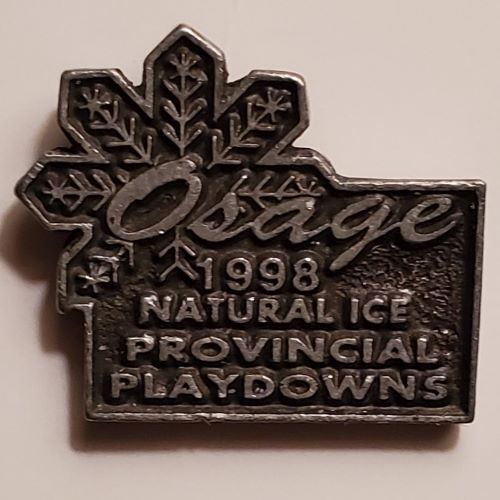 Osage
1998
NATURAL ICE
PROVINCIAL
PLAYDOWNS